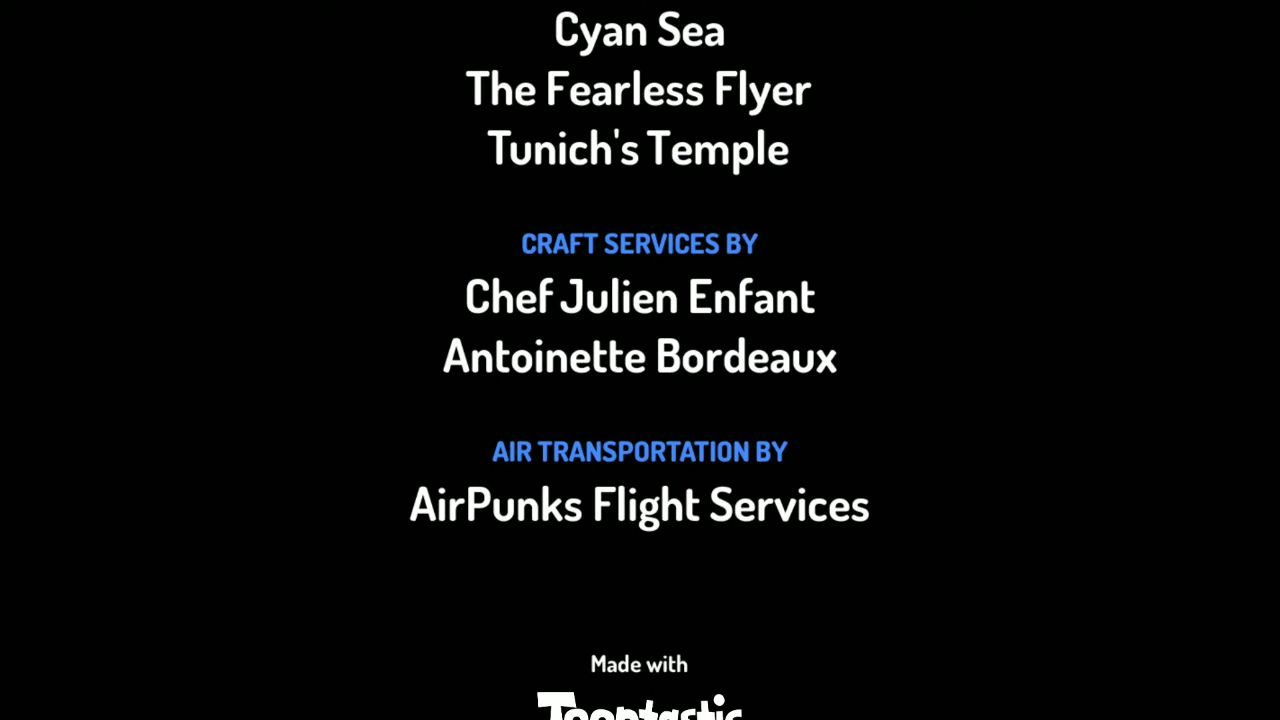 Cyan Sea
The Fearless Flyer
Tunich's Temple
CRAFT SERVICES BY
Chef Julien Enfant
Antoinette Bordeaux
AIR TRANSPORTATION BY
AirPunks Flight Services
Made with
Toontastic